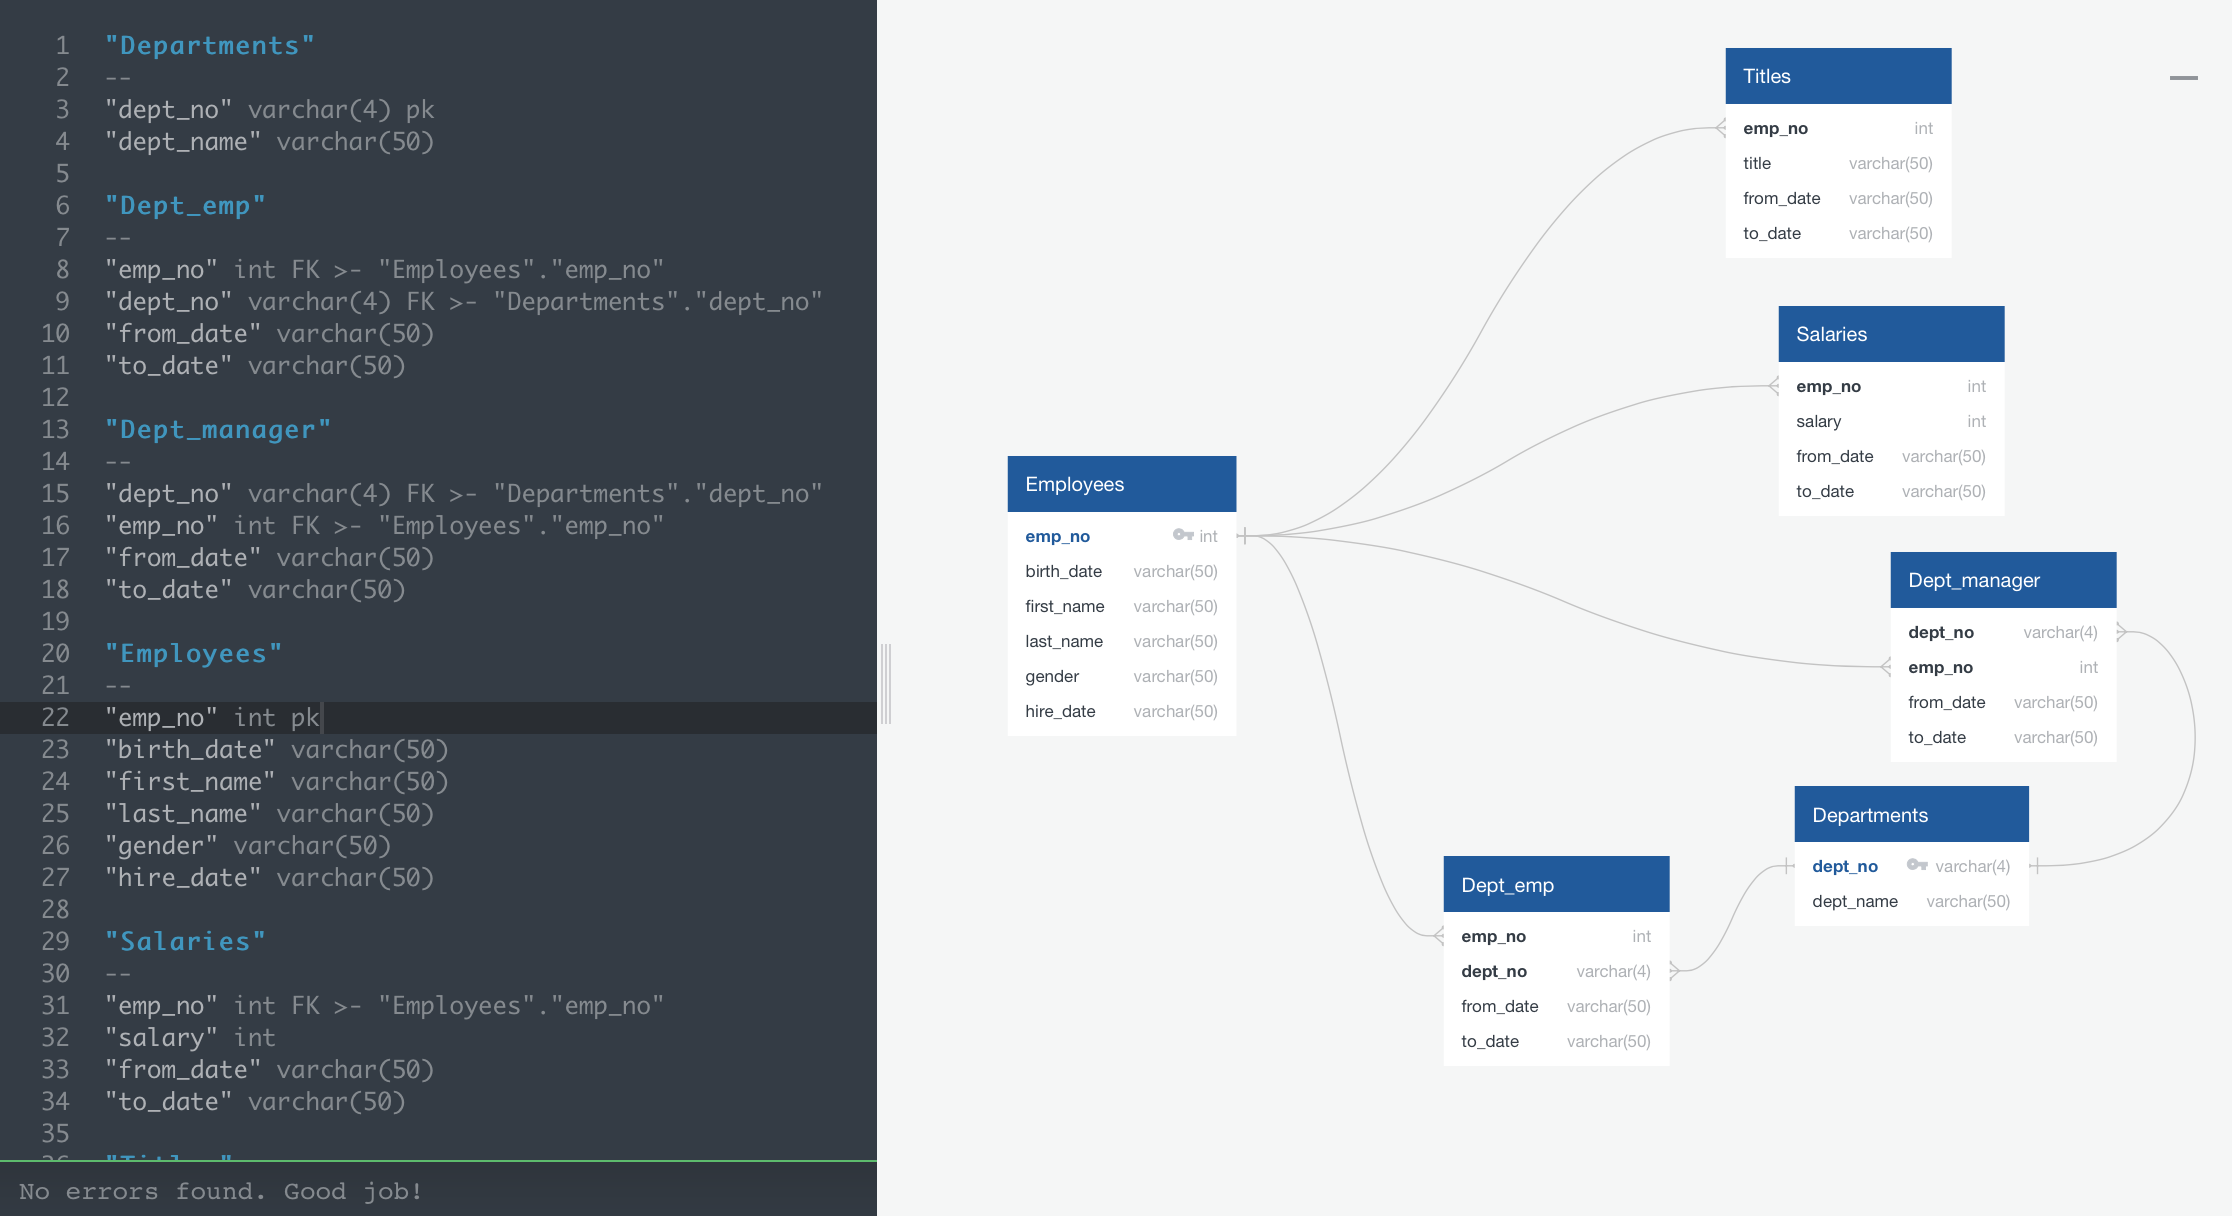 1 "Departments"
2 --
3 "dept_no" varchar(4) pk
4 "dept_name" varchar(50)
5
6 "Dept_emp"
7 --
8 "emp_no" int FK >- "Employees"."emp_no"
9 "dept_no" varchar(4) FK >- "Departments"."dept_no"
10 "from_date" varchar(50)
11 "to_date" varchar(50)
12
13 "Dept_manager"
14 --
15 "dept_no" varchar(4) FK >- "Departments"."dept_no"
16 "emp_no" int FK >- "Employees"."emp_no"
17 "from_date" varchar(50)
18 "to_date" varchar(50)
19
20 "Employees"
21 --
22 "emp_no" int pk
23 "birth_date" varchar(50)
24 "first_name" varchar(50)
25 "last_name" varchar(50)
26 "gender" varchar(50)
27 "hire_date" varchar(50)
28
29 "Salaries"
30 --
31 "emp_no" int FK >- "Employees"."emp_no"
32 "salary" int
33 "from_date" varchar(50)
34 "to_date" varchar(50)
35
No errors found. Good job!
Titles
emp_no int
title varchar(50)
from_date varchar(50)
to_date varchar(50)
Salaries
emp_no int
salary int
from_date varchar(50)
to_date varchar(50)
Employees
emp_no int
birth_date varchar(50)
first_name varchar(50)
last_name varchar(50)
gender varchar(50)
hire_date varchar(50)
Dept_manager
dept_no varchar(4)
emp_no int
from_date varchar(50)
to_date varchar(50)
Departments
dept_no varchar(4)
dept_name varchar(50)
Dept_emp
emp_no int
dept_no varchar(4)
from_date varchar(50)
to_date varchar(50)